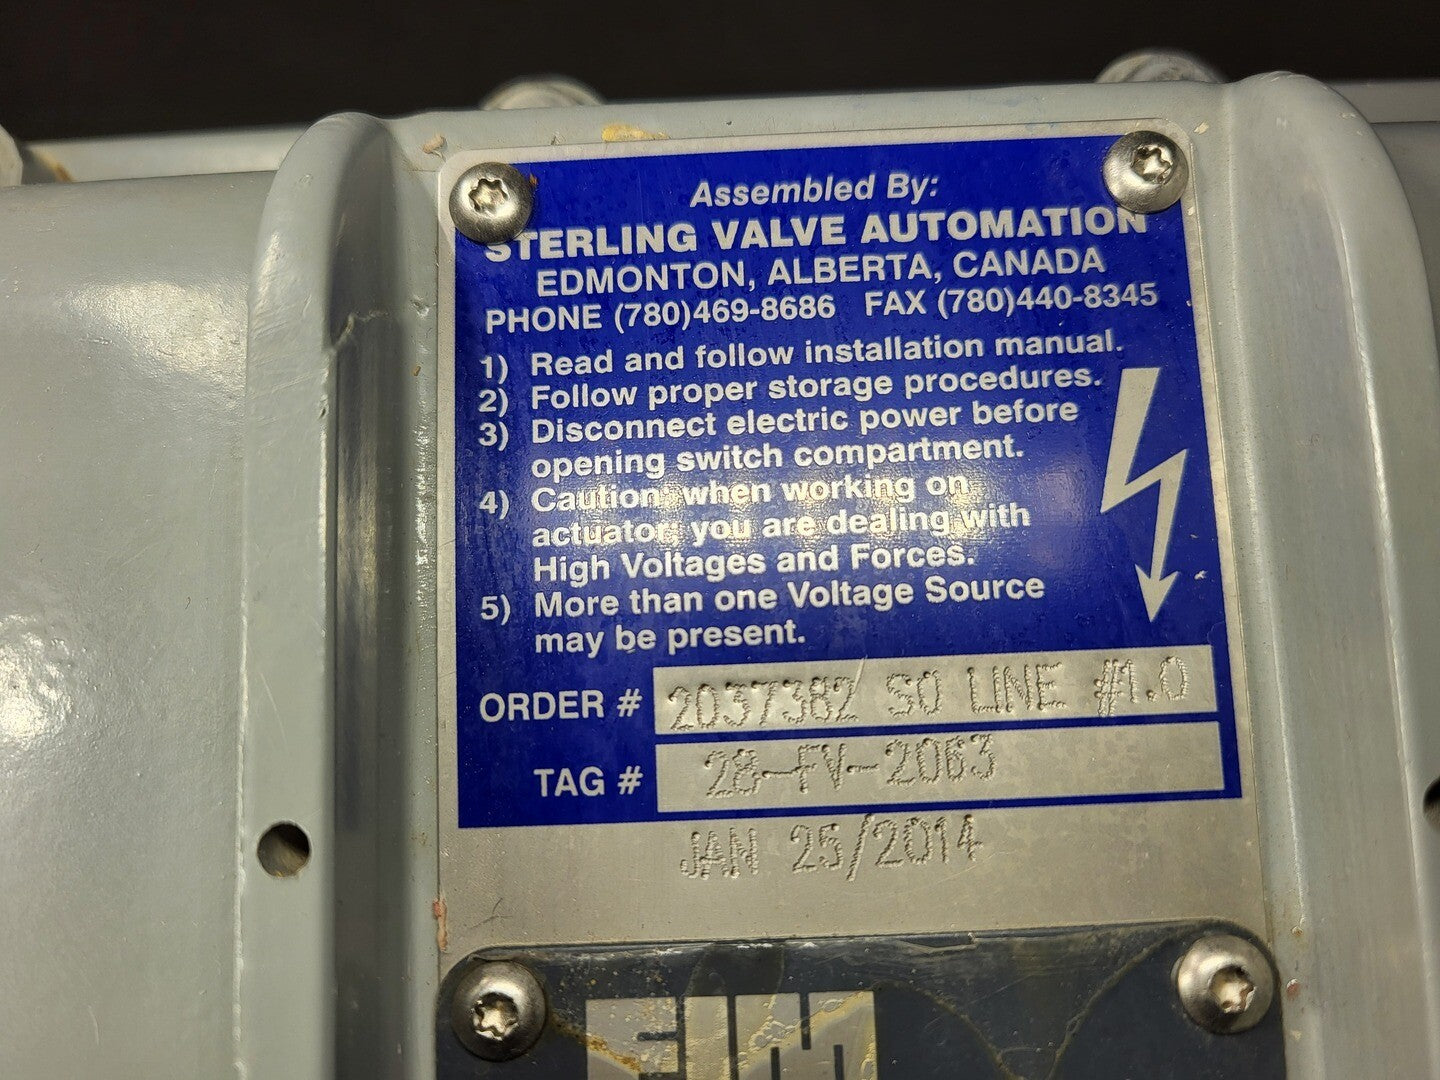 Assembled By:
STERLING VALVE AUTOMATION
EDMONTON, ALBERTA, CANADA
PHONE (780)469-8686 FAX (780)440-8345
1) Read and follow installation manual.
2) Follow proper storage procedures.
3) Disconnect electric power before
opening switch compartment.
4) Caution: when working on
actuator, you are dealing with
High Voltages and Forces.
5) More than one Voltage Source
may be present.
ORDER # 2037382 SO LINE #1.0
TAG # 28-FV-2063
JAN 25/2014